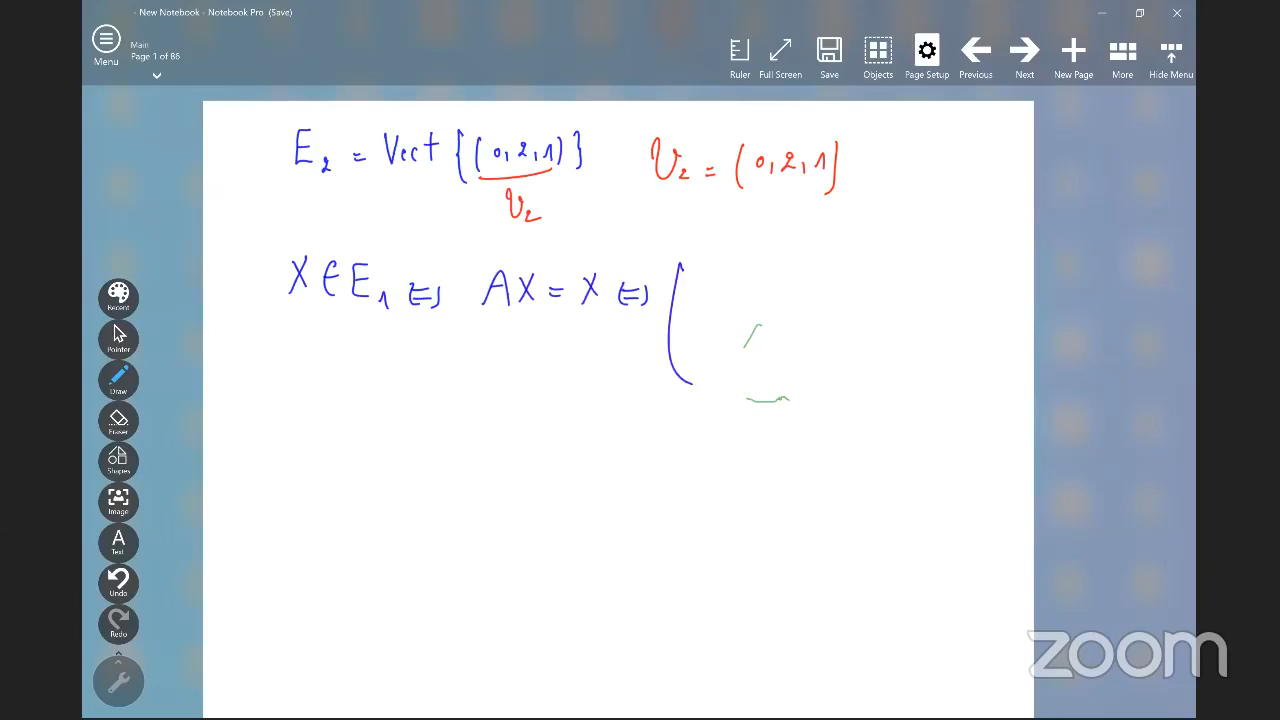 - New Notebook - Notebook Pro (Save)
Menu
Main
Page 1 of 86
Ruler
Full Screen
Save
Objects
Page Setup
Previous
Next
New Page
More
Hide Menu
E₂ = Vect {(0,2,1)} V₂ = (0,2,1)
V₂
X ∈ E₁ ⇔ AX = X ⇔ (
Recent
Pointer
Draw
Eraser
Shapes
Image
A
Text
Undo
Redo
zoom